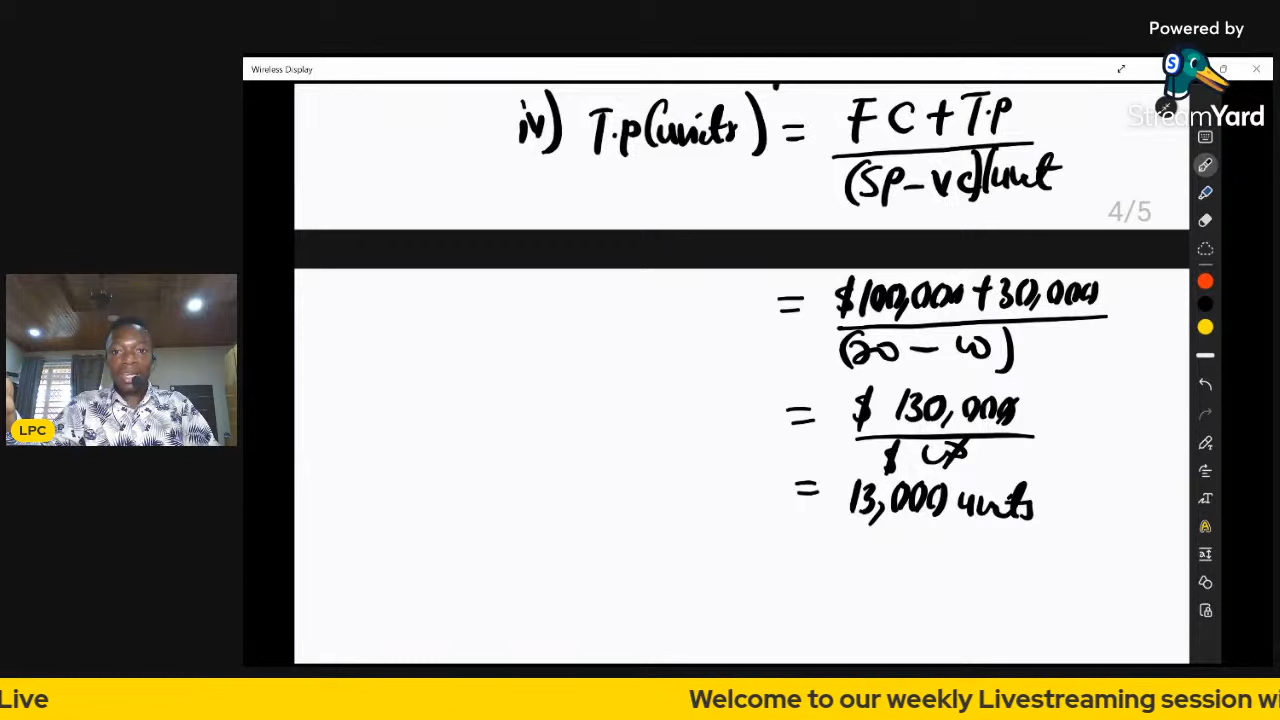 Powered by
StreamYard
Wireless Display
iv) T.p(units) = FC + T.P
(SP - VC)/unit
4/5
= $100,000 + 30,000
(20 - 10)
= $ 130,000
$ 10
= 13,000 units
LPC
Live
Welcome to our weekly Livestreaming session wi